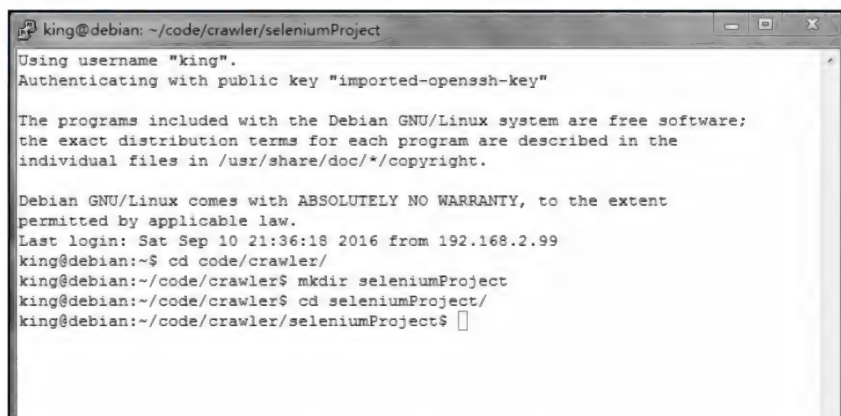 king@debian: ~/code/crawler/seleniumProject
Using username "king".
Authenticating with public key "imported-openssh-key"
The programs included with the Debian GNU/Linux system are free software;
the exact distribution terms for each program are described in the
individual files in /usr/share/doc/*/copyright.
Debian GNU/Linux comes with ABSOLUTELY NO WARRANTY, to the extent
permitted by applicable law.
Last login: Sat Sep 10 21:36:18 2016 from 192.168.2.99
king@debian:~$ cd code/crawler/
king@debian:~/code/crawler$ mkdir seleniumProject
king@debian:~/code/crawler$ cd seleniumProject/
king@debian:~/code/crawler/seleniumProject$